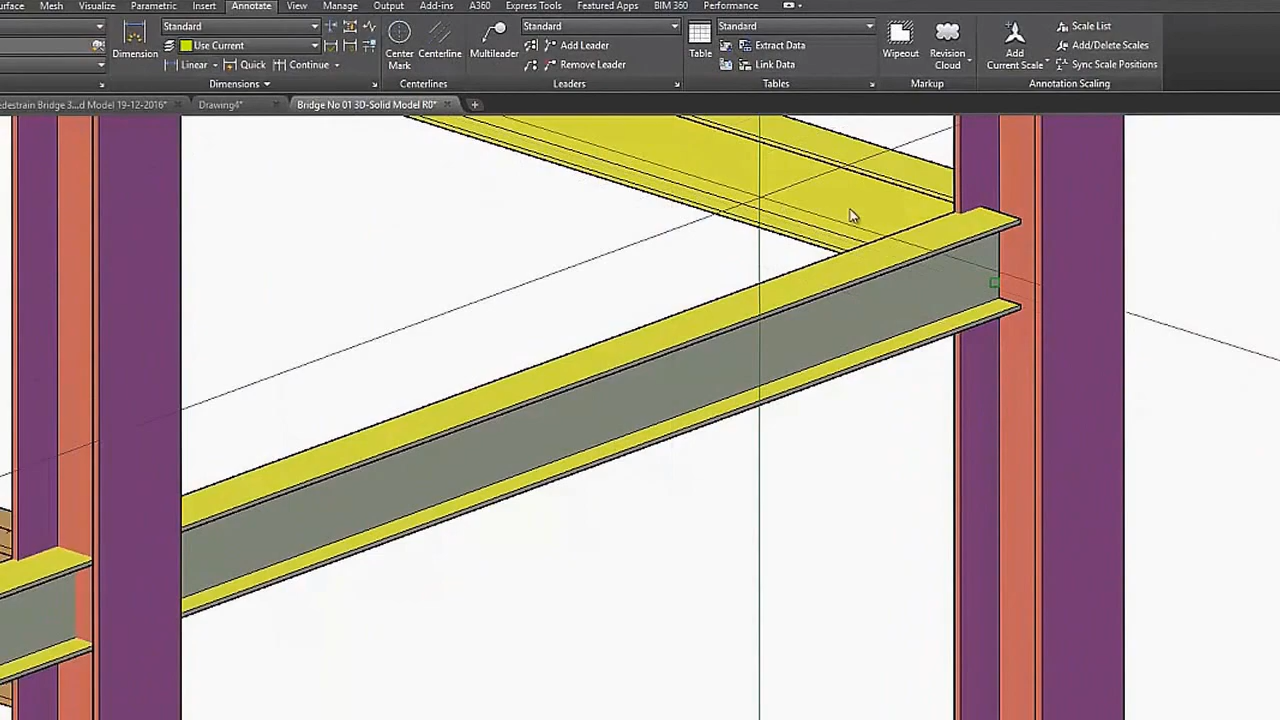 urface Mesh Visualize Parametric Insert Annotate View Manage Output Add-ins A360 Express Tools Featured Apps BIM 360 Performance
Standard Standard Standard Scale List
Use Current Add Leader Extract Data Add/Delete Scales
Dimension Center Mark Centerline Multileader Table Wipeout Revision Cloud Add Current Scale
Linear Quick Continue Remove Leader Link Data Sync Scale Positions
Dimensions Centerlines Leaders Tables Markup Annotation Scaling
edestrain Bridge 3...d Model 19-12-2016* Drawing4* Bridge No 01 3D-Solid Model R0*